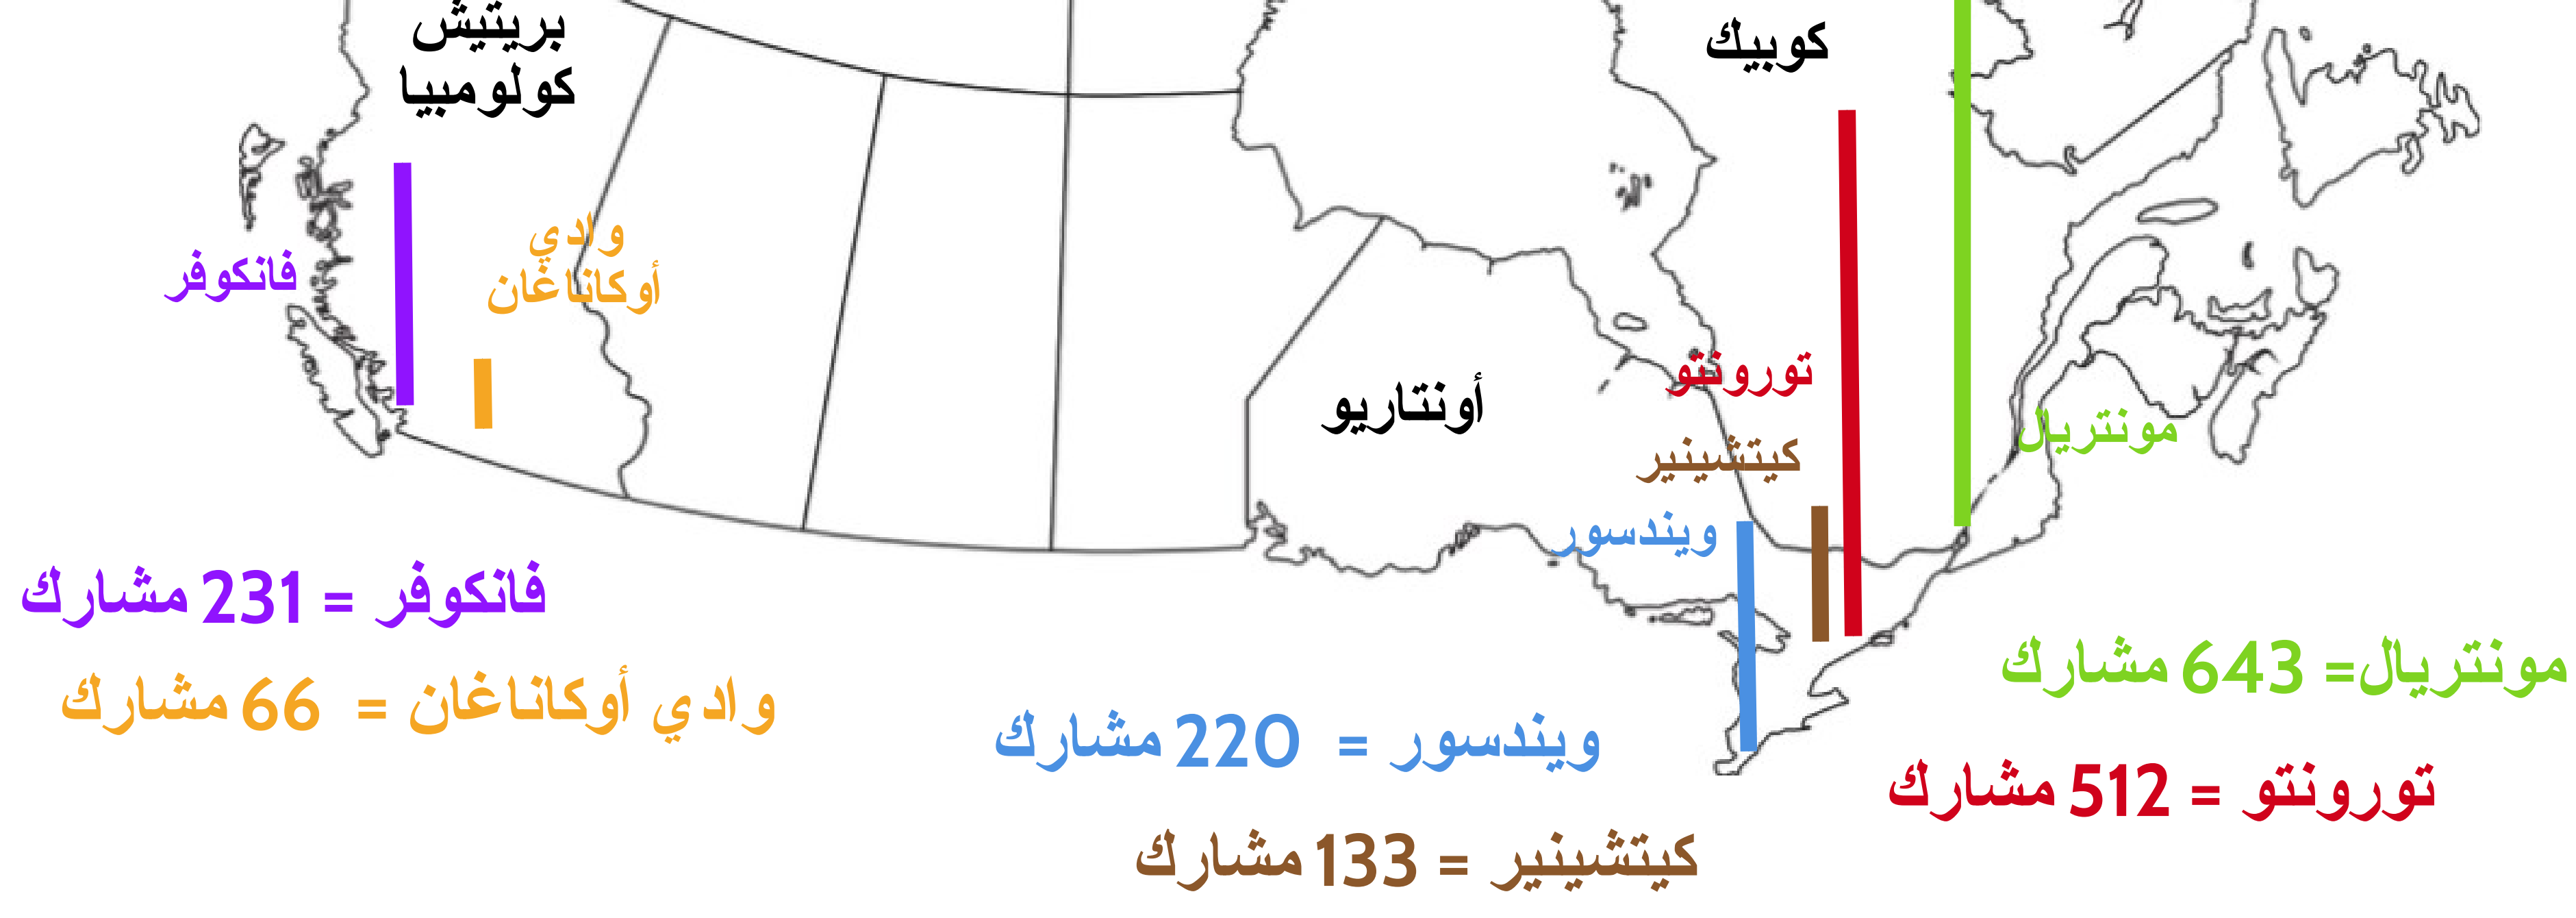 بريتيش
كولومبيا
كوبيك
وادي
أوكاناغان
فانكوفر
تورونتو
أونتاريو
مونتريال
كيتشينير
ويندسور
فانكوفر = 231 مشارك
مونتريال= 643 مشارك
وادي أوكاناغان = 66 مشارك
ويندسور = 220 مشارك
تورونتو = 512 مشارك
كيتشينير = 133 مشارك